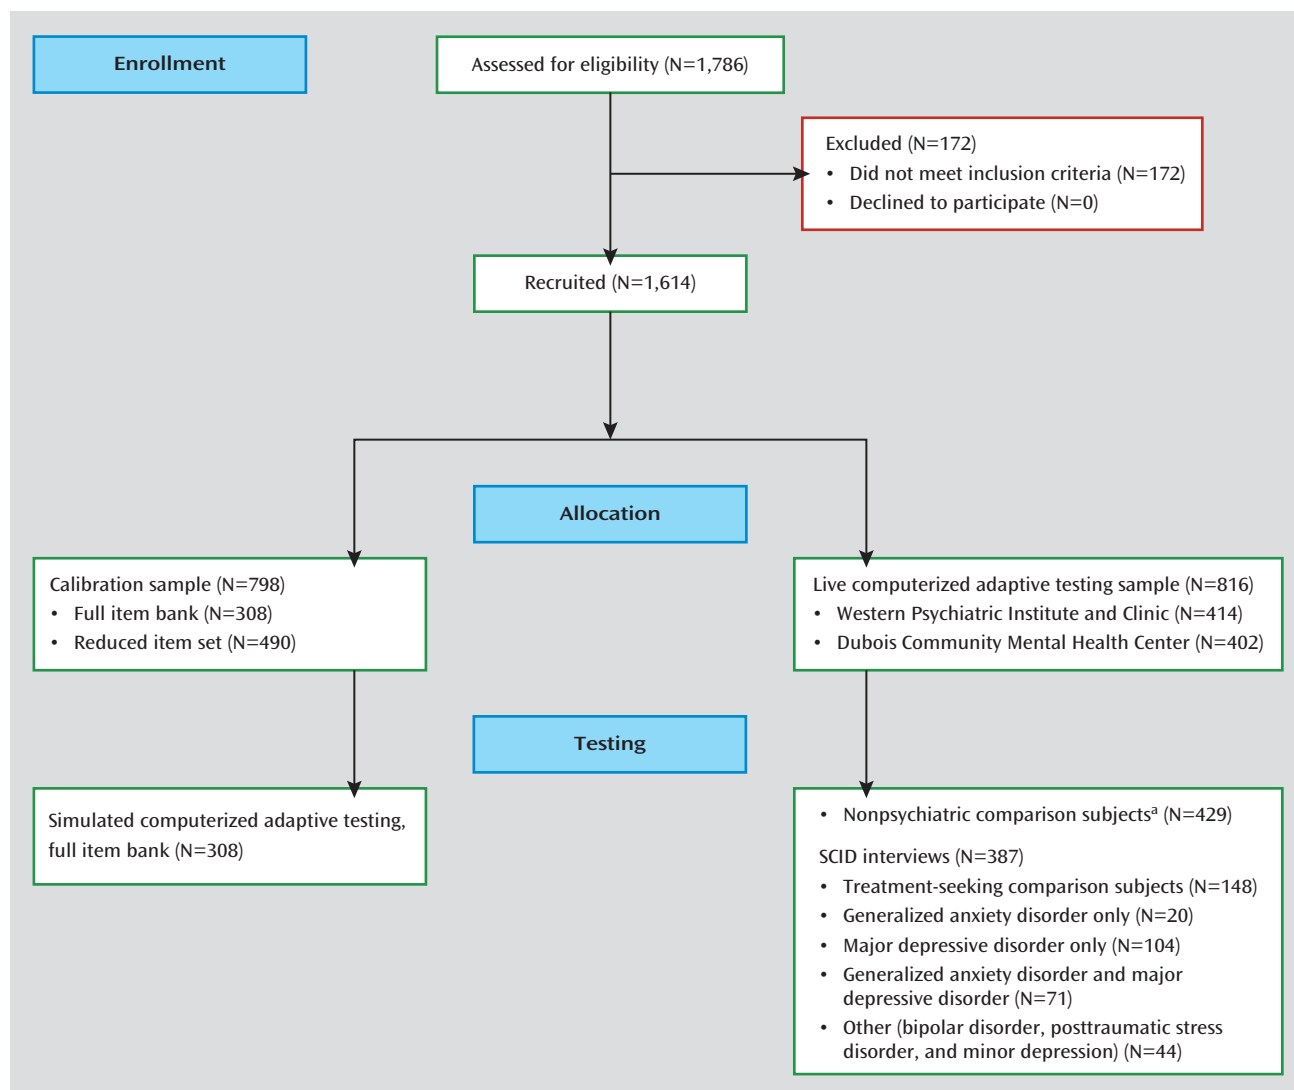 Enrollment
Assessed for eligibility (N=1,786)
Excluded (N=172)
• Did not meet inclusion criteria (N=172)
• Declined to participate (N=0)
Recruited (N=1,614)
Allocation
Calibration sample (N=798)
• Full item bank (N=308)
• Reduced item set (N=490)
Live computerized adaptive testing sample (N=816)
• Western Psychiatric Institute and Clinic (N=414)
• Dubois Community Mental Health Center (N=402)
Testing
Simulated computerized adaptive testing,
full item bank (N=308)
• Nonpsychiatric comparison subjectsᵃ (N=429)
SCID interviews (N=387)
• Treatment-seeking comparison subjects (N=148)
• Generalized anxiety disorder only (N=20)
• Major depressive disorder only (N=104)
• Generalized anxiety disorder and major
depressive disorder (N=71)
• Other (bipolar disorder, posttraumatic stress
disorder, and minor depression) (N=44)